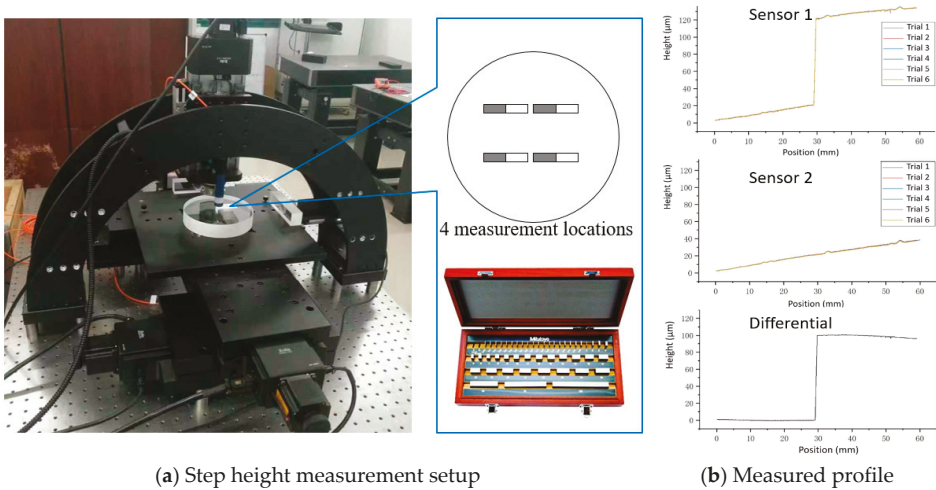 4 measurement locations
Mitutoyo
(a) Step height measurement setup
Sensor 1
Height (μm)
120
100
80
60
40
20
0
Trial 1
Trial 2
Trial 3
Trial 4
Trial 5
Trial 6
0 10 20 30 40 50 60
Position (mm)
Sensor 2
Height (μm)
120
100
80
60
40
20
0
Trial 1
Trial 2
Trial 3
Trial 4
Trial 5
Trial 6
0 10 20 30 40 50 60
Position (mm)
Differential
Height (μm)
120
100
80
60
40
20
0
0 10 20 30 40 50 60
Position (mm)
(b) Measured profile